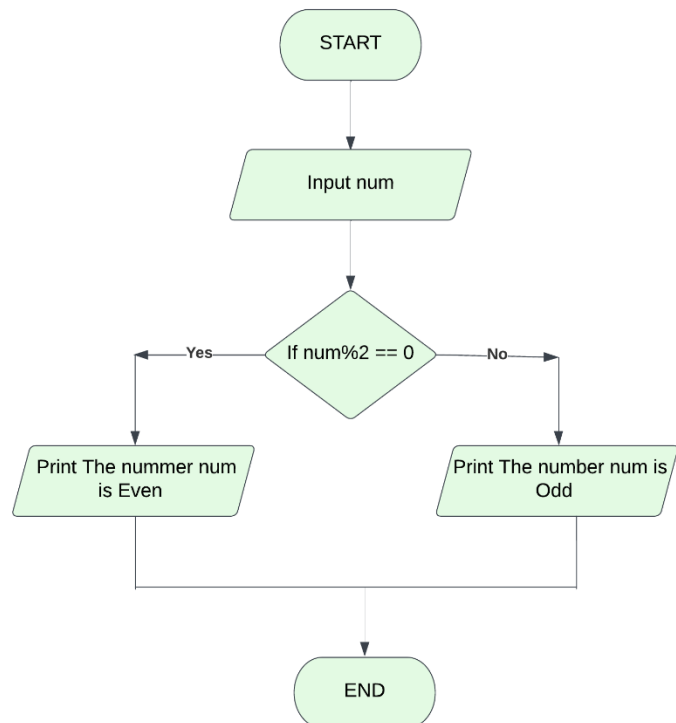 START
Input num
If num%2 == 0
Yes
No
Print The nummer num
is Even
Print The number num is
Odd
END